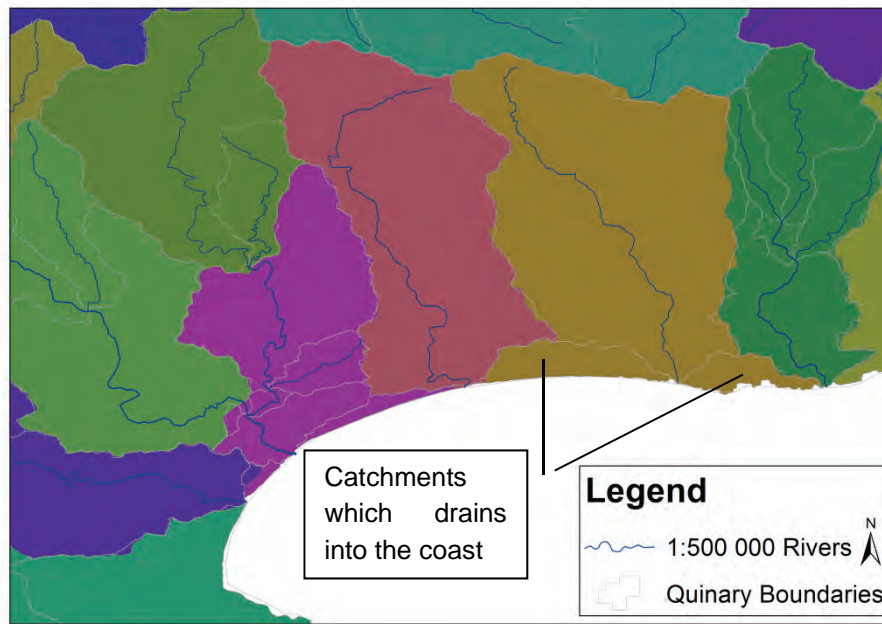 Catchments
which drains
into the coast
Legend
1:500 000 Rivers
N
Quinary Boundaries